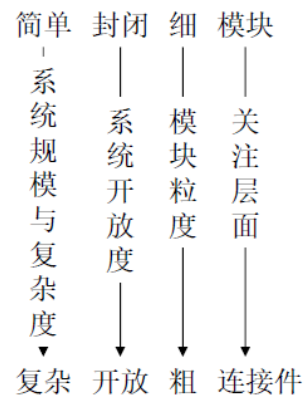 简单 封闭 细 模块
系统规模与复杂度
系统开放度
模块粒度
关注层面
复杂 开放 粗 连接件